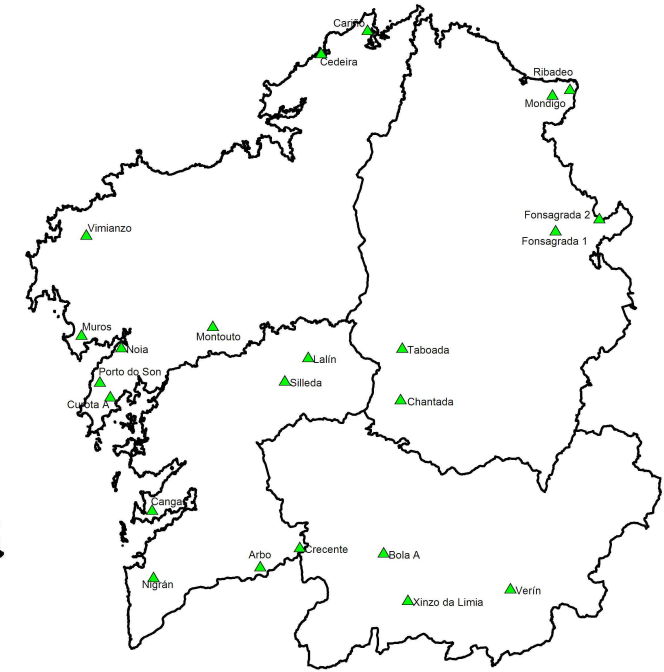 Cariño
Cedeira
Ribadeo
Mondigo
Fonsagrada 2
Vimianzo
Fonsagrada 1
Muros
Montouto
Noia
Taboada
Lalín
Porto do Son
Silleda
Curota A
Chantada
Cangas
Crecente
Arbo
Bola A
Nigrán
Verín
Xinzo da Limia